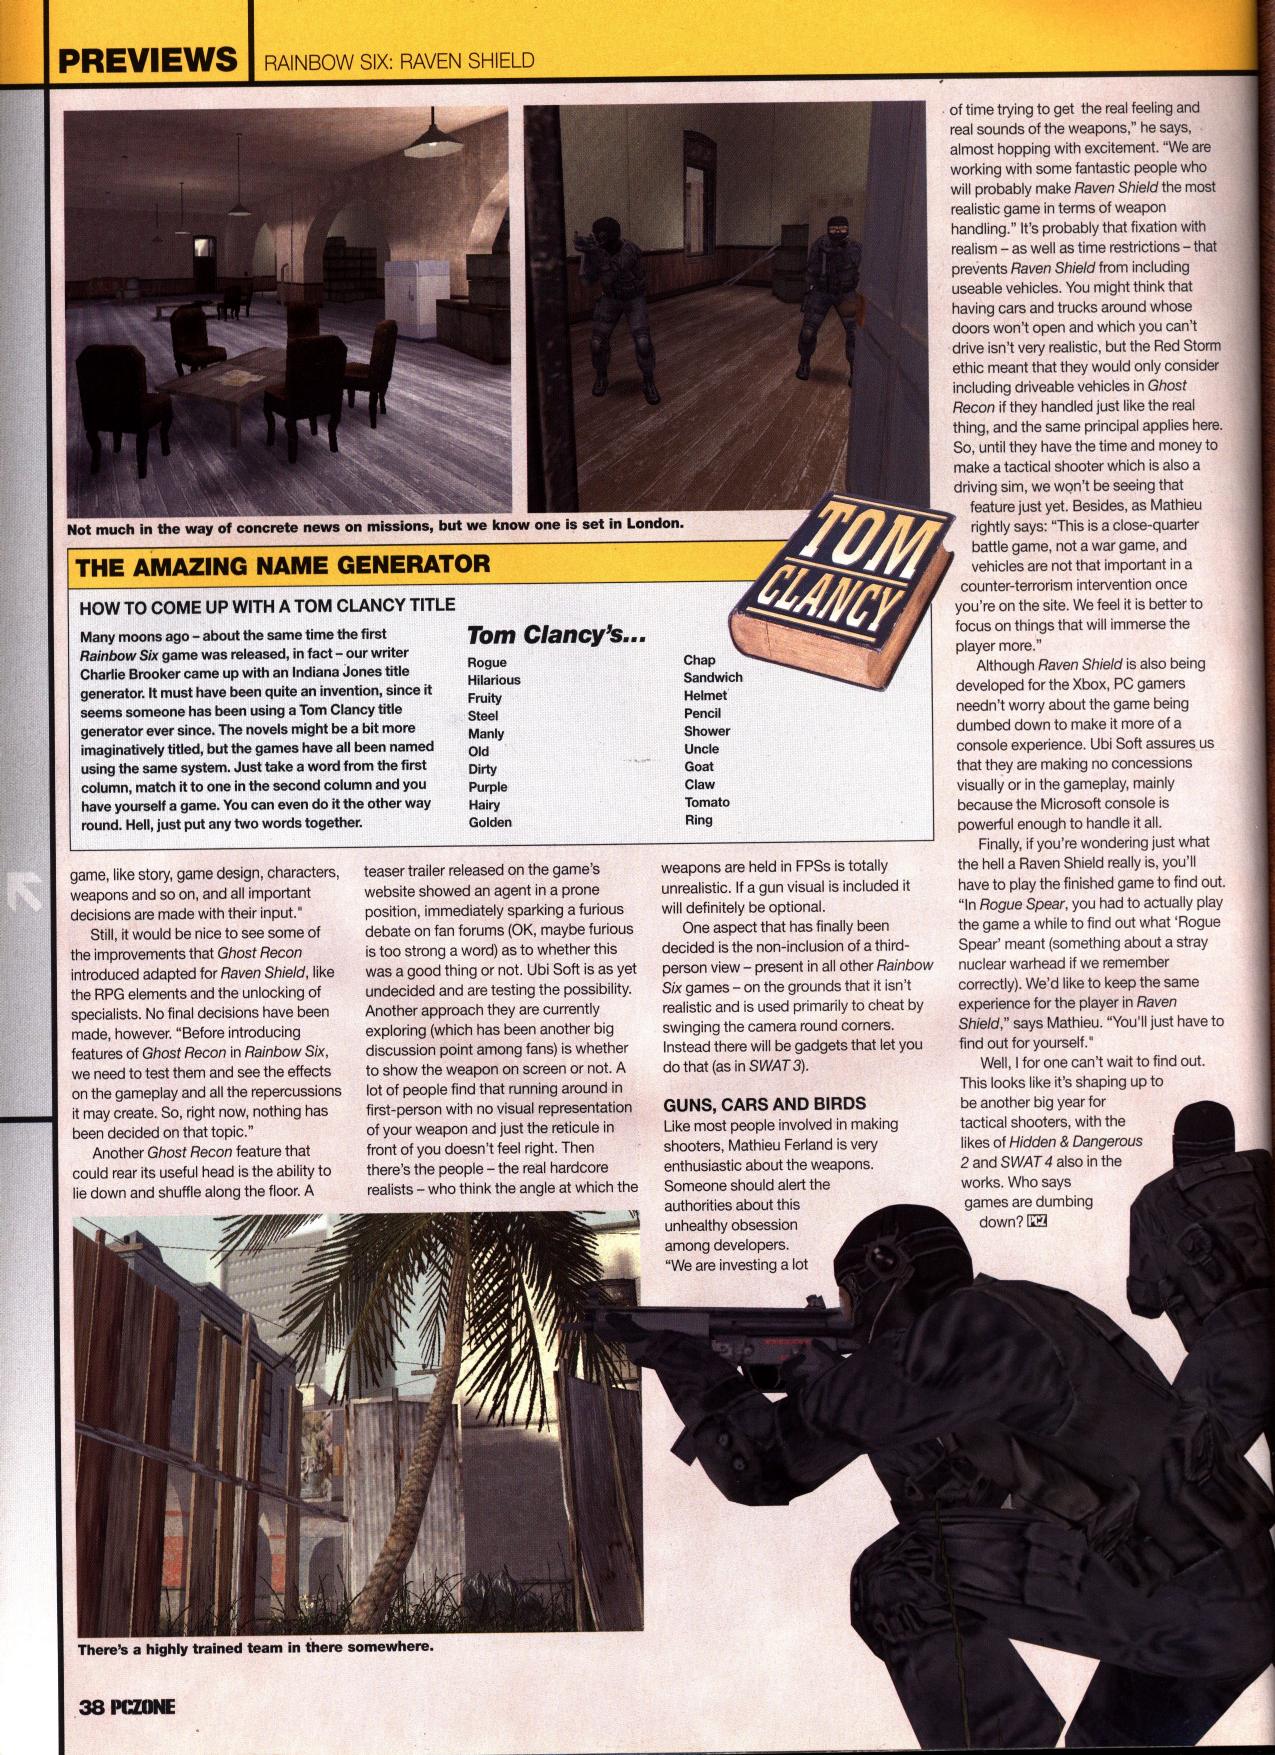 PREVIEWS
RAINBOW SIX: RAVEN SHIELD
Not much in the way of concrete news on missions, but we know one is set in London.
THE AMAZING NAME GENERATOR
TOM
CLANCY
HOW TO COME UP WITH A TOM CLANCY TITLE
Many moons ago – about the same time the first
Rainbow Six game was released, in fact – our writer
Charlie Brooker came up with an Indiana Jones title
generator. It must have been quite an invention, since it
seems someone has been using a Tom Clancy title
generator ever since. The novels might be a bit more
imaginatively titled, but the games have all been named
using the same system. Just take a word from the first
column, match it to one in the second column and you
have yourself a game. You can even do it the other way
round. Hell, just put any two words together.
Tom Clancy's...
Rogue
Hilarious
Fruity
Steel
Manly
Old
Dirty
Purple
Hairy
Golden
Chap
Sandwich
Helmet
Pencil
Shower
Uncle
Goat
Claw
Tomato
Ring
game, like story, game design, characters,
weapons and so on, and all important
decisions are made with their input."
Still, it would be nice to see some of
the improvements that Ghost Recon
introduced adapted for Raven Shield, like
the RPG elements and the unlocking of
specialists. No final decisions have been
made, however. “Before introducing
features of Ghost Recon in Rainbow Six,
we need to test them and see the effects
on the gameplay and all the repercussions
it may create. So, right now, nothing has
been decided on that topic.”
Another Ghost Recon feature that
could rear its useful head is the ability to
lie down and shuffle along the floor. A
teaser trailer released on the game's
website showed an agent in a prone
position, immediately sparking a furious
debate on fan forums (OK, maybe furious
is too strong a word) as to whether this
was a good thing or not. Ubi Soft is as yet
undecided and are testing the possibility.
Another approach they are currently
exploring (which has been another big
discussion point among fans) is whether
to show the weapon on screen or not. A
lot of people find that running around in
first-person with no visual representation
of your weapon and just the reticule in
front of you doesn't feel right. Then
there's the people – the real hardcore
realists – who think the angle at which the
weapons are held in FPSs is totally
unrealistic. If a gun visual is included it
will definitely be optional.
One aspect that has finally been
decided is the non-inclusion of a third-
person view – present in all other Rainbow
Six games – on the grounds that it isn't
realistic and is used primarily to cheat by
swinging the camera round corners.
Instead there will be gadgets that let you
do that (as in SWAT 3).
GUNS, CARS AND BIRDS
Like most people involved in making
shooters, Mathieu Ferland is very
enthusiastic about the weapons.
Someone should alert the
authorities about this
unhealthy obsession
among developers.
“We are investing a lot
of time trying to get the real feeling and
real sounds of the weapons,” he says,
almost hopping with excitement. “We are
working with some fantastic people who
will probably make Raven Shield the most
realistic game in terms of weapon
handling.” It's probably that fixation with
realism – as well as time restrictions – that
prevents Raven Shield from including
useable vehicles. You might think that
having cars and trucks around whose
doors won't open and which you can't
drive isn't very realistic, but the Red Storm
ethic meant that they would only consider
including driveable vehicles in Ghost
Recon if they handled just like the real
thing, and the same principal applies here.
So, until they have the time and money to
make a tactical shooter which is also a
driving sim, we won't be seeing that
feature just yet. Besides, as Mathieu
rightly says: “This is a close-quarter
battle game, not a war game, and
vehicles are not that important in a
counter-terrorism intervention once
you're on the site. We feel it is better to
focus on things that will immerse the
player more.”
Although Raven Shield is also being
developed for the Xbox, PC gamers
needn't worry about the game being
dumbed down to make it more of a
console experience. Ubi Soft assures us
that they are making no concessions
visually or in the gameplay, mainly
because the Microsoft console is
powerful enough to handle it all.
Finally, if you're wondering just what
the hell a Raven Shield really is, you'll
have to play the finished game to find out.
“In Rogue Spear, you had to actually play
the game a while to find out what ‘Rogue
Spear’ meant (something about a stray
nuclear warhead if we remember
correctly). We'd like to keep the same
experience for the player in Raven
Shield,” says Mathieu. “You'll just have to
find out for yourself."
Well, I for one can't wait to find out.
This looks like it's shaping up to
be another big year for
tactical shooters, with the
likes of Hidden & Dangerous
2 and SWAT 4 also in the
works. Who says
games are dumbing
down? PCZ
There's a highly trained team in there somewhere.
38 PCZONE